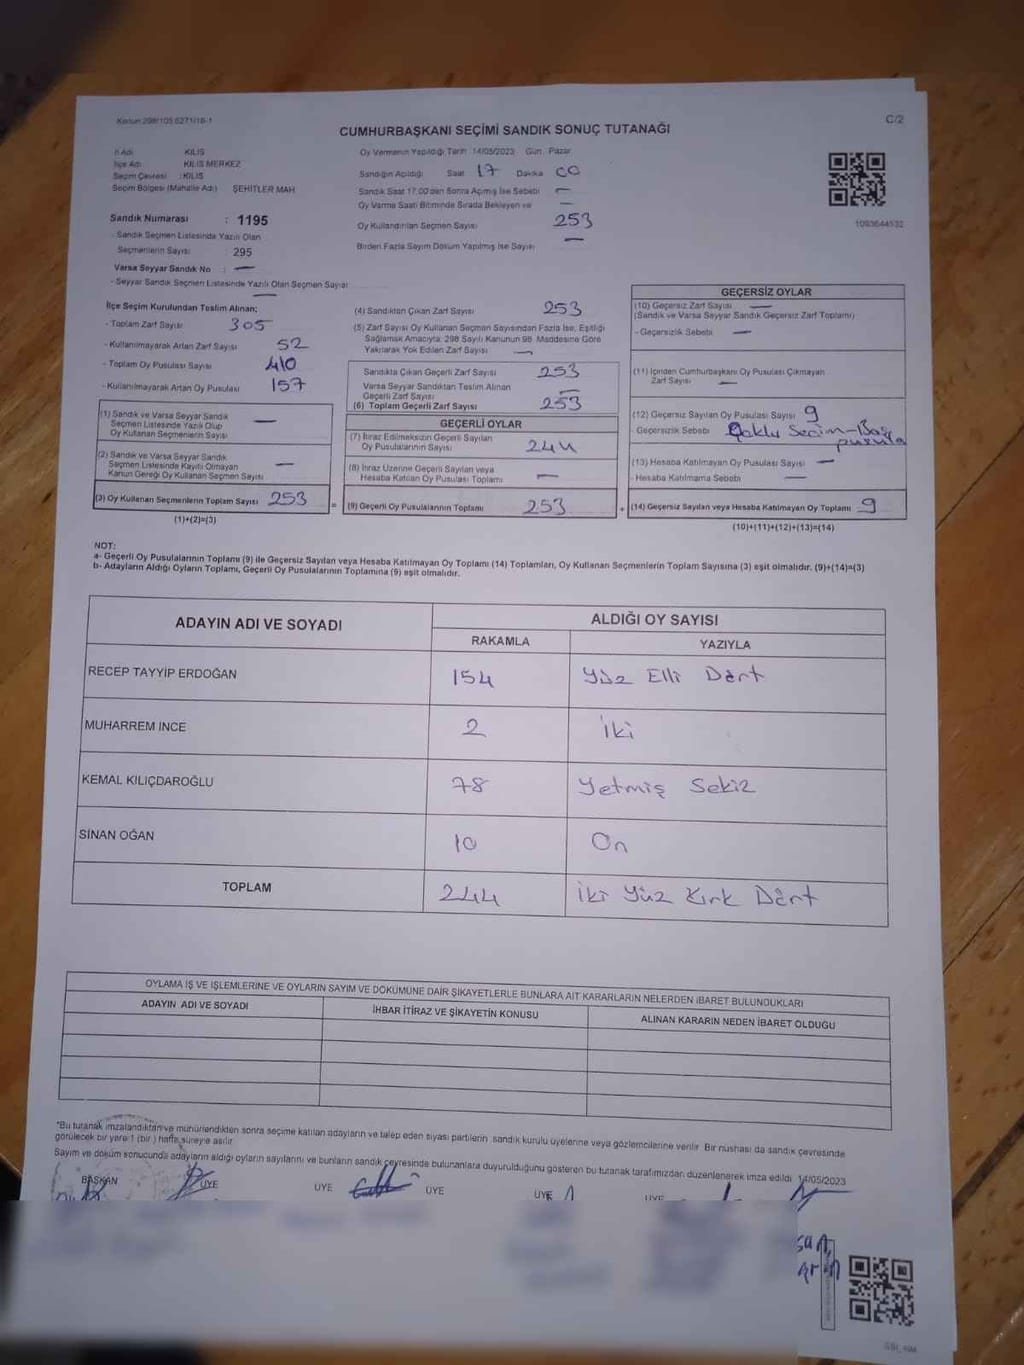 Kanun 298/105 6271/16-1
C/2
CUMHURBAŞKANI SEÇİMİ SANDIK SONUÇ TUTANAĞI
İl Adı KİLİS
İlçe Adı KİLİS MERKEZ
Seçim Çevresi : KİLİS
Seçim Bölgesi (Mahalle Adı) ŞEHİTLER MAH
Sandık Numarası : 1195
- Sandık Seçmen Listesinde Yazılı Olan
Seçmenlerin Sayısı : 295
Varsa Seyyar Sandık No : —
- Seyyar Sandık Seçmen Listesinde Yazılı Olan Seçmen Sayısı
—
Oy Vermenin Yapıldığı Tarih 14/05/2023 Gün Pazar
Sandığın Açıldığı Saat 17 Dakika 00
Sandık Saat 17:00'dan Sonra Açımış İse Sebebi —
Oy Verme Saati Bitiminde Sırada Bekleyen ve —
Oy Kullandırılan Seçmen Sayısı 253
Birden Fazla Sayım Döküm Yapılmış İse Sayısı —
1093644532
İlçe Seçim Kurulundan Teslim Alınan;
- Toplam Zarf Sayısı 305
- Kullanılmayarak Artan Zarf Sayısı 52
- Toplam Oy Pusulası Sayısı 410
- Kullanılmayarak Artan Oy Pusulası 157
(1) Sandık ve Varsa Seyyar Sandık
Seçmen Listesinde Yazılı Olup
Oy Kullanan Seçmenlerin Sayısı —
(2) Sandık ve Varsa Seyyar Sandık
Seçmen Listesinde Kayıtlı Olmayan
Kanun Gereği Oy Kullanan Seçmen Sayısı —
(3) Oy Kullanan Seçmenlerin Toplam Sayısı 253
(1)+(2)=(3)
(4) Sandıktan Çıkan Zarf Sayısı 253
(5) Zarf Sayısı Oy Kullanan Seçmen Sayısından Fazla İse, Eşitliği
Sağlamak Amacıyla, 298 Sayılı Kanunun 98. Maddesine Göre
Yakılarak Yok Edilen Zarf Sayısı —
Sandıkta Çıkan Geçerli Zarf Sayısı 253
Varsa Seyyar Sandıktan Teslim Alınan
Geçerli Zarf Sayısı —
(6) Toplam Geçerli Zarf Sayısı 253
GEÇERLİ OYLAR
(7) İtiraz Edilmeksizin Geçerli Sayılan
Oy Pusulalarının Sayısı 244
(8) İtiraz Üzerine Geçerli Sayılan veya
Hesaba Katılan Oy Pusulaları Toplamı —
= (9) Geçerli Oy Pusulalarının Toplamı 253 +
GEÇERSİZ OYLAR
(10) Geçersiz Zarf Sayısı —
(Sandık ve Varsa Seyyar Sandık Geçersiz Zarf Toplamı)
- Geçersizlik Sebebi —
(11) İçinden Cumhurbaşkanı Oy Pusulası Çıkmayan
Zarf Sayısı —
(12) Geçersiz Sayılan Oy Pusulası Sayısı 9
- Geçersizlik Sebebi Çoklu Seçim-Boş
pusula
(13) Hesaba Katılmayan Oy Pusulası Sayısı —
- Hesaba Katılmama Sebebi —
(14) Geçersiz Sayılan veya Hesaba Katılmayan Oy Toplamı 9
(10)+(11)+(12)+(13)=(14)
NOT:
a- Geçerli Oy Pusulalarının Toplamı (9) ile Geçersiz Sayılan veya Hesaba Katılmayan Oy Toplamı (14) Toplamları, Oy Kullanan Seçmenlerin Toplam Sayısına (3) eşit olmalıdır. (9)+(14)=(3)
b- Adayların Aldığı Oyların Toplamı, Geçerli Oy Pusulalarının Toplamına (9) eşit olmalıdır.
ADAYIN ADI VE SOYADI
ALDIĞI OY SAYISI
RAKAMLA YAZIYLA
RECEP TAYYİP ERDOĞAN 154 Yüz Elli Dört
MUHARREM İNCE 2 İki
KEMAL KILIÇDAROĞLU 78 Yetmiş Sekiz
SİNAN OĞAN 10 On
TOPLAM 244 İki Yüz Kırk Dört
OYLAMA İŞ VE İŞLEMLERİNE VE OYLARIN SAYIM VE DÖKÜMÜNE DAİR ŞİKAYETLERLE BUNLARA AİT KARARLARIN NELERDEN İBARET BULUNDUKLARI
ADAYIN ADI VE SOYADI İHBAR İTİRAZ VE ŞİKAYETİN KONUSU ALINAN KARARIN NEDEN İBARET OLDUĞU
*Bu tutanak imzalandıktan ve mühürlendikten sonra seçime katılan adayların ve talep eden siyasi partilerin sandık kurulu üyelerine veya gözlemcilerine verilir. Bir nüshası da sandık çevresinde
görülecek bir yere 1 (bir) hafta süreyle asılır.
Sayım ve döküm sonucunda adayların aldığı oyların sayılarını ve bunların sandık çevresinde bulunanlara duyurulduğunu gösteren bu tutanak tarafımızdan düzenlenerek imza edildi. 14/05/2023
BAŞKAN ÜYE ÜYE ÜYE ÜYE ÜYE